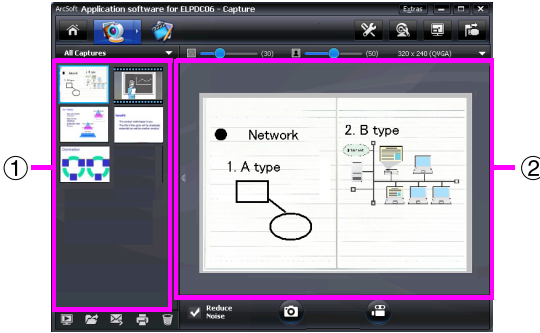 ArcSoft Application software for ELPDC06 - Capture
Extras
All Captures
(30)
(50)
320 x 240 (QVGA)
1
2
Network
1. A type
2. B type
Reduce
Noise